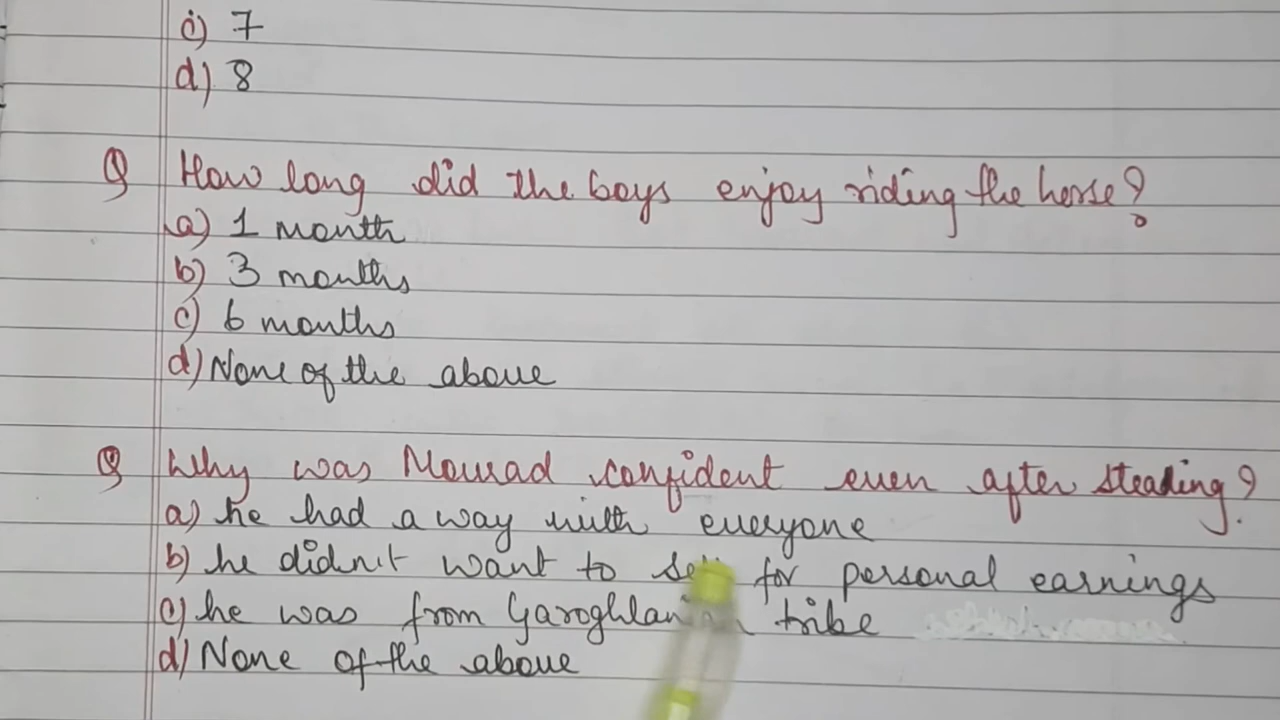 c) 7
d) 8
Q How long did the boys enjoy riding the horse?
a) 1 month
b) 3 months
c) 6 months
d) None of the above
Q Why was Mourad confident even after steading?
a) he had a way with everyone
b) he didn't want to for personal earnings
c) he was from Garoghlanian tribe
d) None of the above